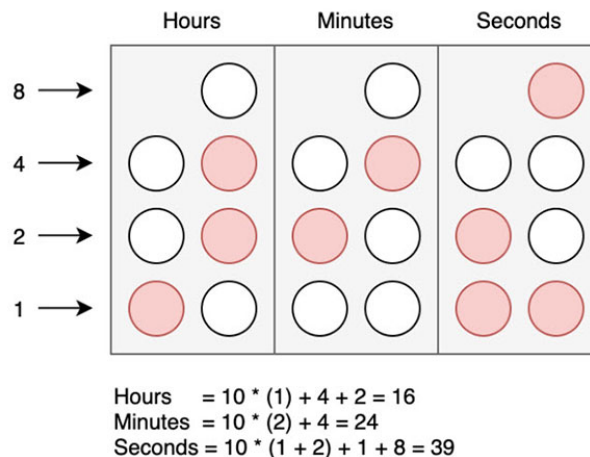 Hours Minutes Seconds
8
4
2
1
Hours = 10 * (1) + 4 + 2 = 16
Minutes = 10 * (2) + 4 = 24
Seconds = 10 * (1 + 2) + 1 + 8 = 39